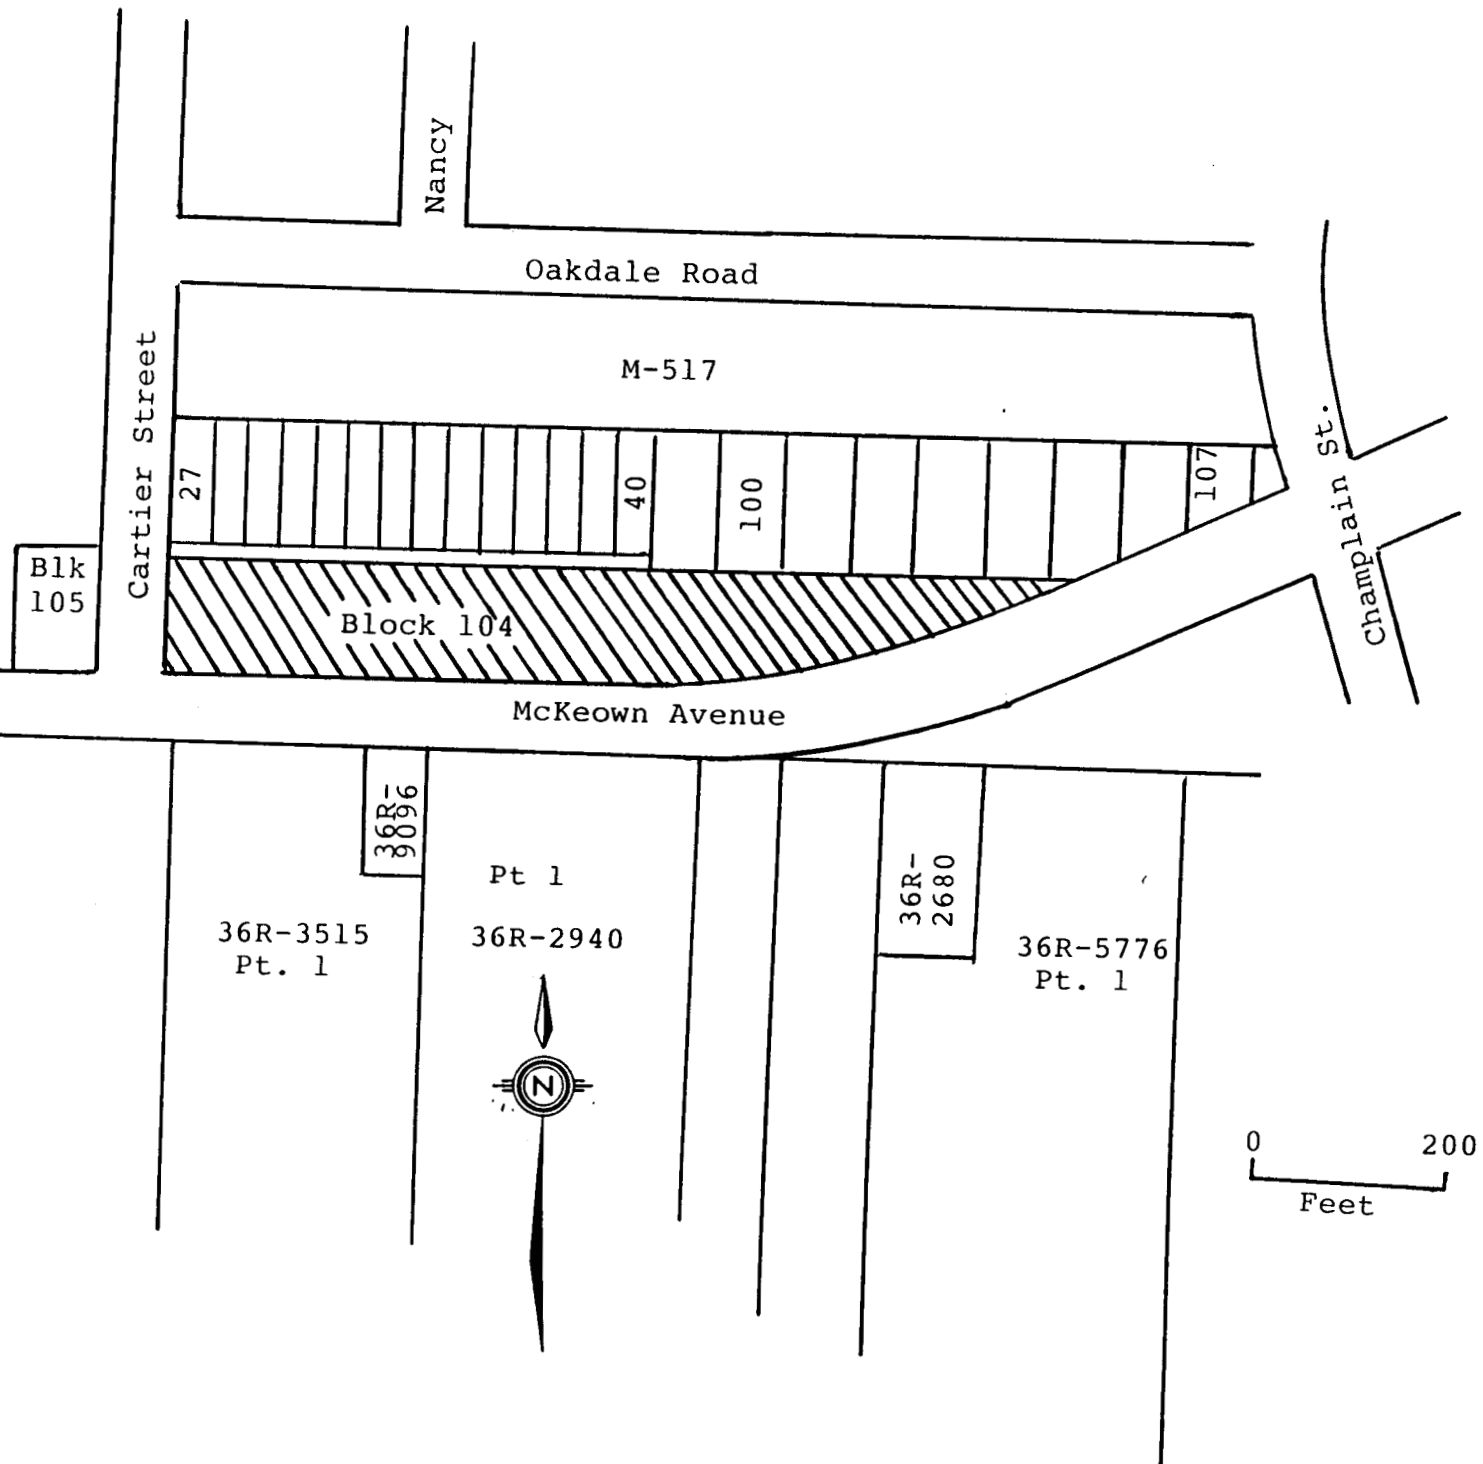 Nancy
Oakdale Road
M-517
Cartier Street
27
40
100
107
Champlain St.
Blk
105
Block 104
McKeown Avenue
36R-
9096
Pt 1
36R-2940
36R-3515
Pt. 1
36R-
2680
36R-5776
Pt. 1
N
0 200
Feet